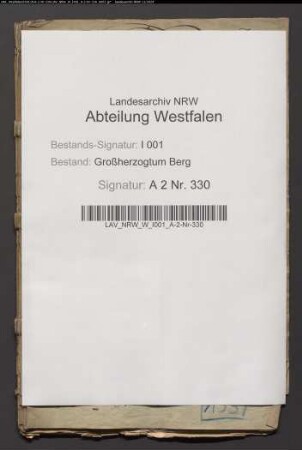 Landesarchiv NRW
Abteilung Westfalen
Bestands-Signatur: I 001
Bestand: Großherzogtum Berg
Signatur: A 2 Nr. 330
LAV_NRW_W_I001_A-2-Nr-330